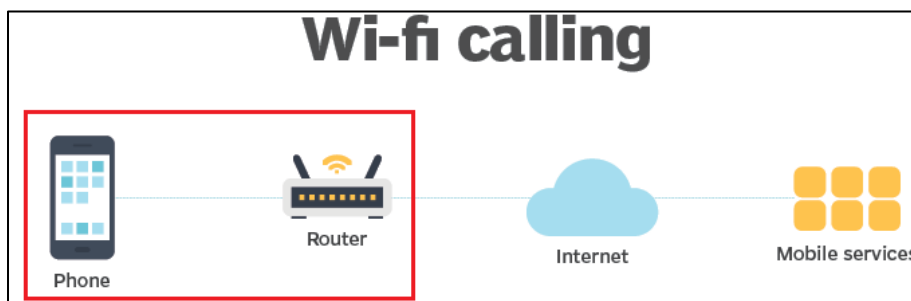 Wi-fi calling
Phone
Router
Internet
Mobile services